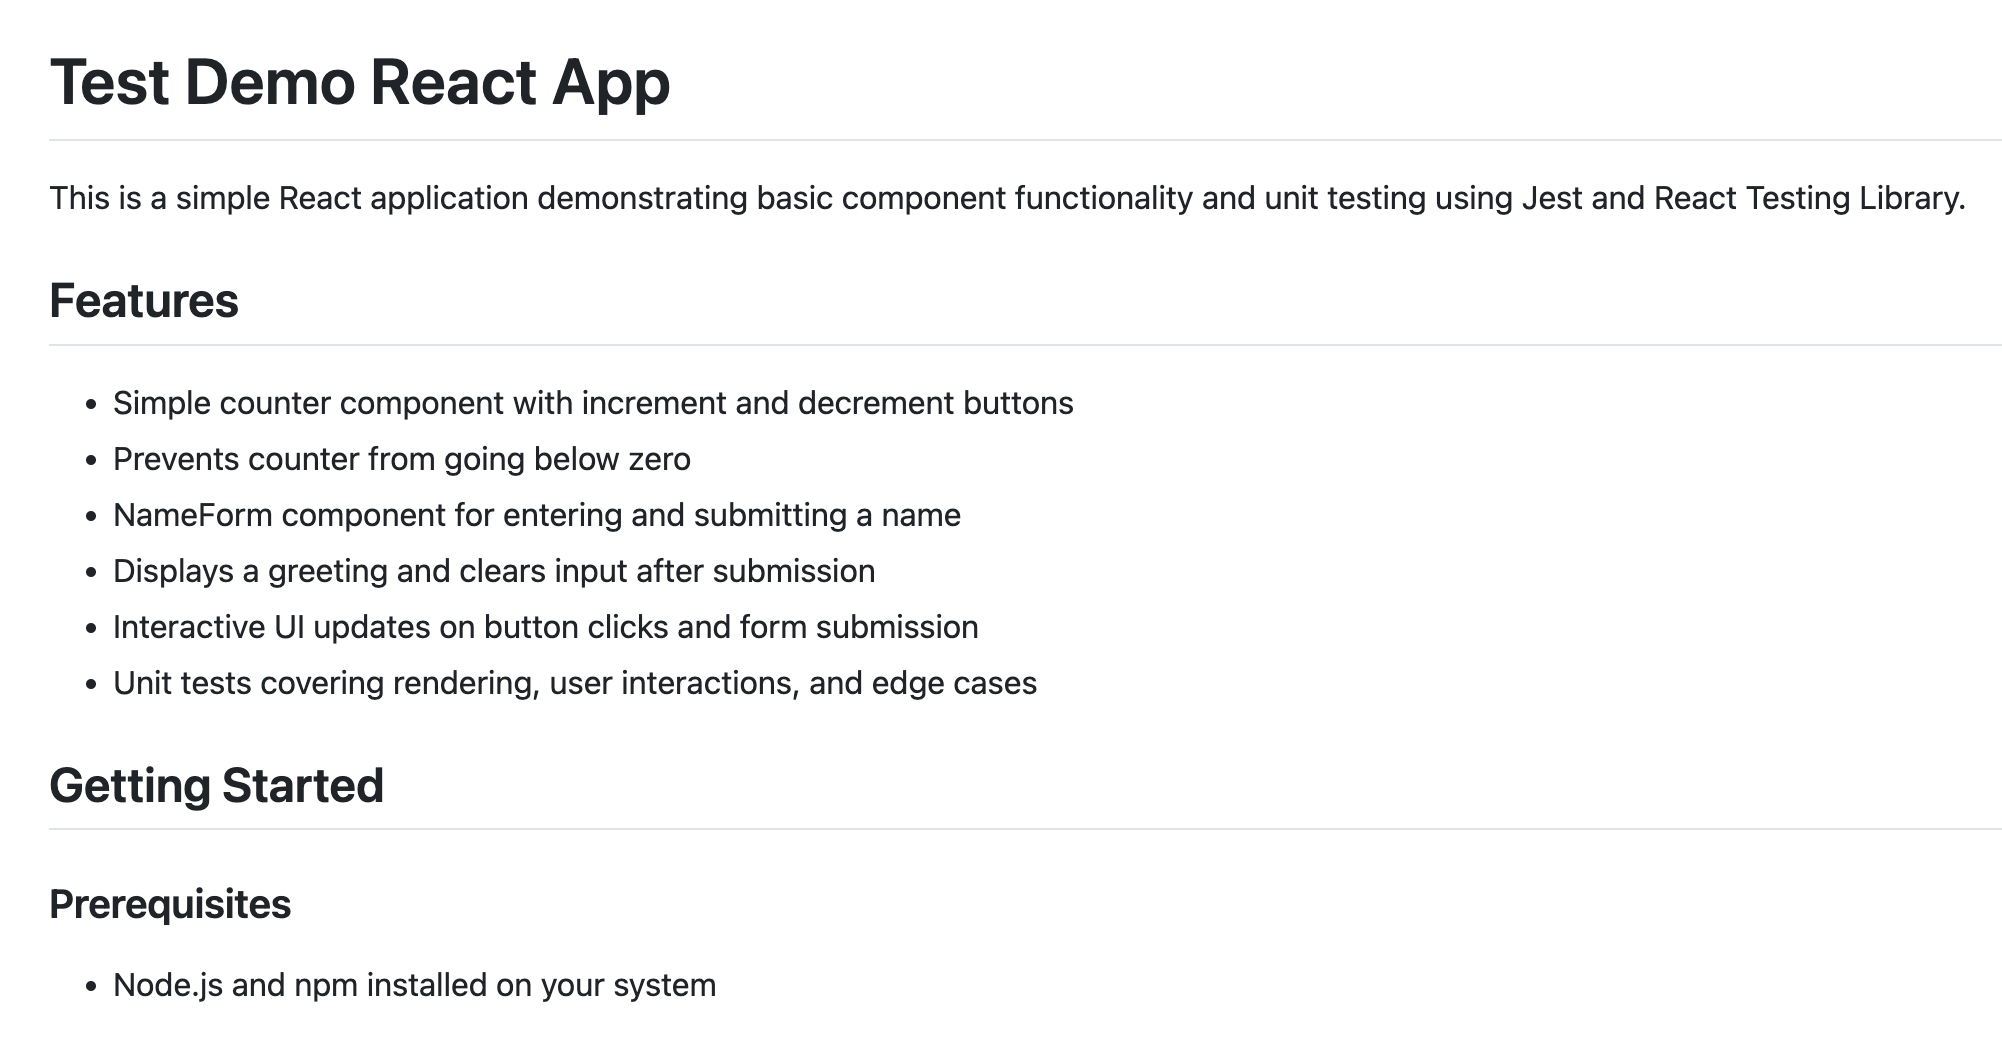 Test Demo React App
This is a simple React application demonstrating basic component functionality and unit testing using Jest and React Testing Library.
Features
• Simple counter component with increment and decrement buttons
• Prevents counter from going below zero
• NameForm component for entering and submitting a name
• Displays a greeting and clears input after submission
• Interactive UI updates on button clicks and form submission
• Unit tests covering rendering, user interactions, and edge cases
Getting Started
Prerequisites
• Node.js and npm installed on your system